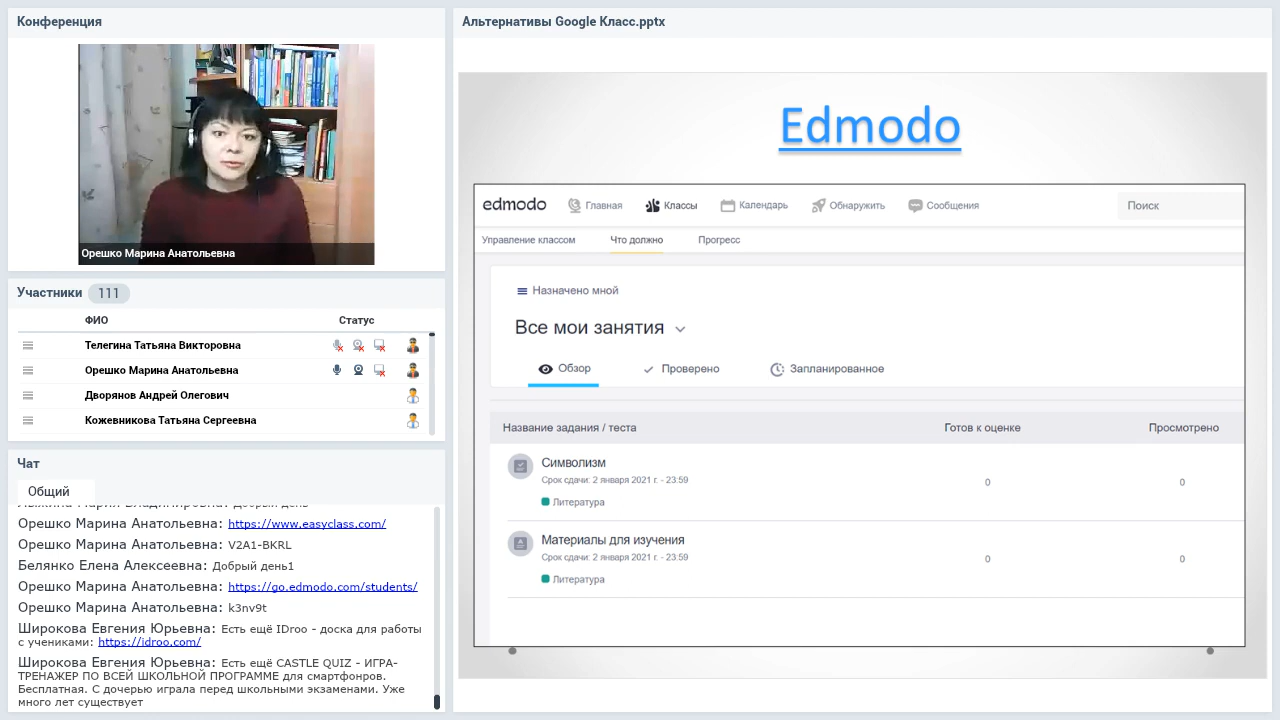 Конференция
Орешко Марина Анатольевна
Участники 111
ФИО Статус
Телегина Татьяна Викторовна
Орешко Марина Анатольевна
Дворянов Андрей Олегович
Кожевникова Татьяна Сергеевна
Чат
Общий
Орешко Марина Анатольевна: https://www.easyclass.com/
Орешко Марина Анатольевна: V2A1-BKRL
Белянко Елена Алексеевна: Добрый день1
Орешко Марина Анатольевна: https://go.edmodo.com/students/
Орешко Марина Анатольевна: k3nv9t
Широкова Евгения Юрьевна: Есть ещё IDroo - доска для работы
с учениками: https://idroo.com/
Широкова Евгения Юрьевна: Есть ещё CASTLE QUIZ - ИГРА-
ТРЕНАЖЕР ПО ВСЕЙ ШКОЛЬНОЙ ПРОГРАММЕ для смартфонров.
Бесплатная. С дочерью играла перед школьными экзаменами. Уже
много лет существует
Альтернативы Google Класс.pptx
Edmodo
edmodo Главная Классы Календарь Обнаружить Сообщения Поиск
Управление классом Что должно Прогресс
Назначено мной
Все мои занятия
Обзор Проверено Запланированное
Название задания / теста Готов к оценке Просмотрено
Символизм
Срок сдачи: 2 января 2021 г. - 23:59
0 0
Литература
Материалы для изучения
Срок сдачи: 2 января 2021 г. - 23:59
0 0
Литература